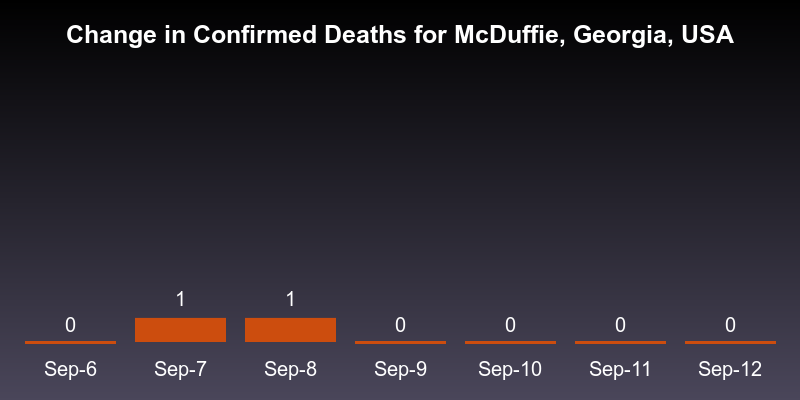 Change in Confirmed Deaths for McDuffie, Georgia, USA
0 1 1 0 0 0 0
Sep-6 Sep-7 Sep-8 Sep-9 Sep-10 Sep-11 Sep-12